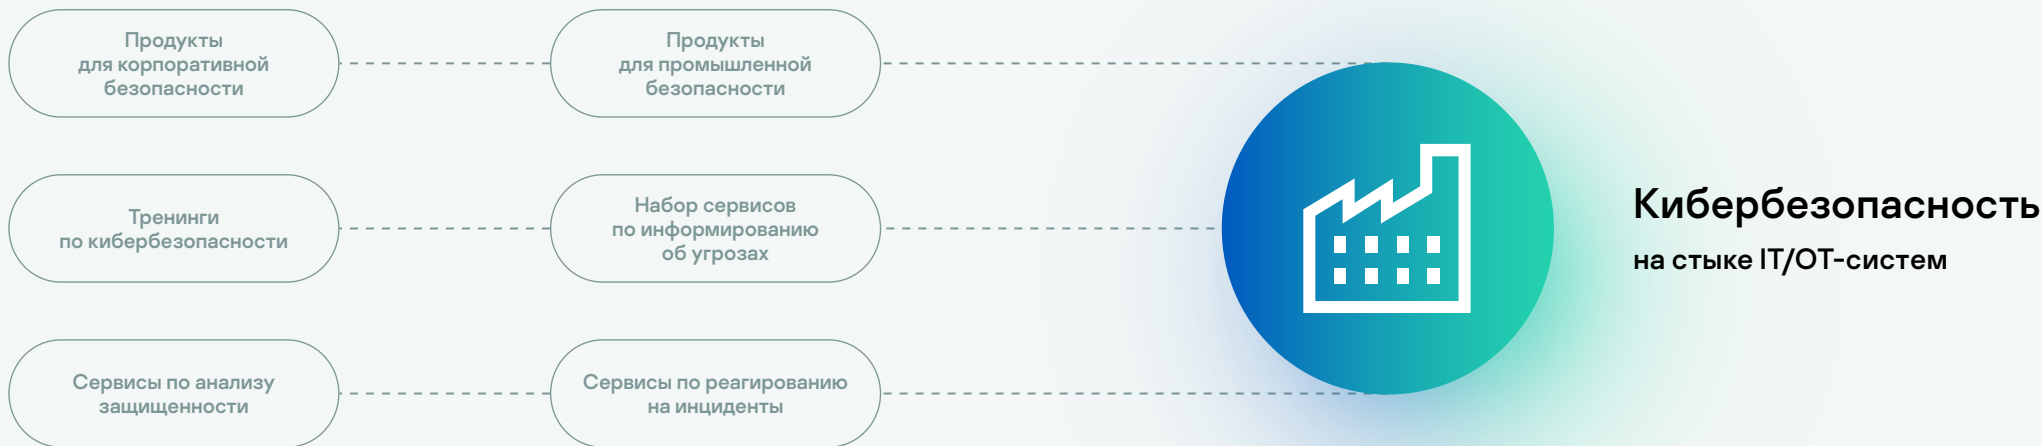 Продукты
для корпоративной
безопасности
Продукты
для промышленной
безопасности
Тренинги
по кибербезопасности
Набор сервисов
по информированию
об угрозах
Сервисы по анализу
защищенности
Сервисы по реагированию
на инциденты
Кибербезопасность
на стыке IT/OT-систем